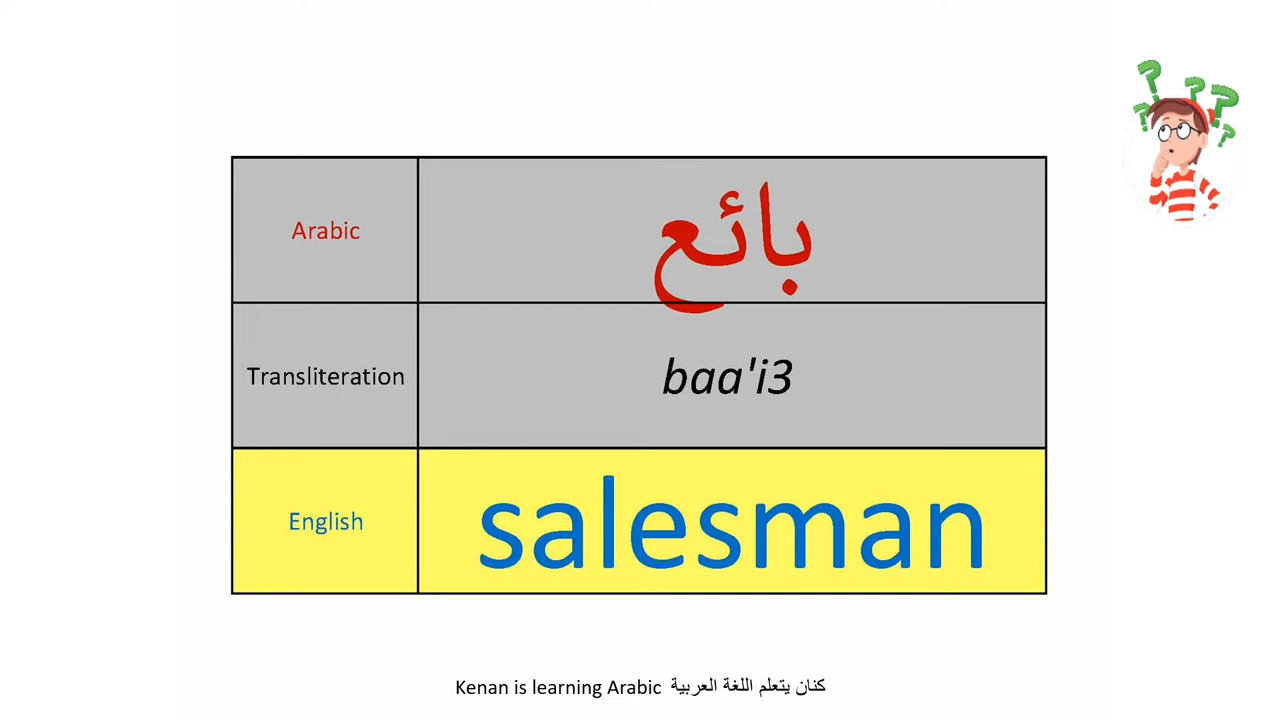 Arabic بائع
Transliteration baa'i3
English salesman
Kenan is learning Arabic كنان يتعلم اللغة العربية